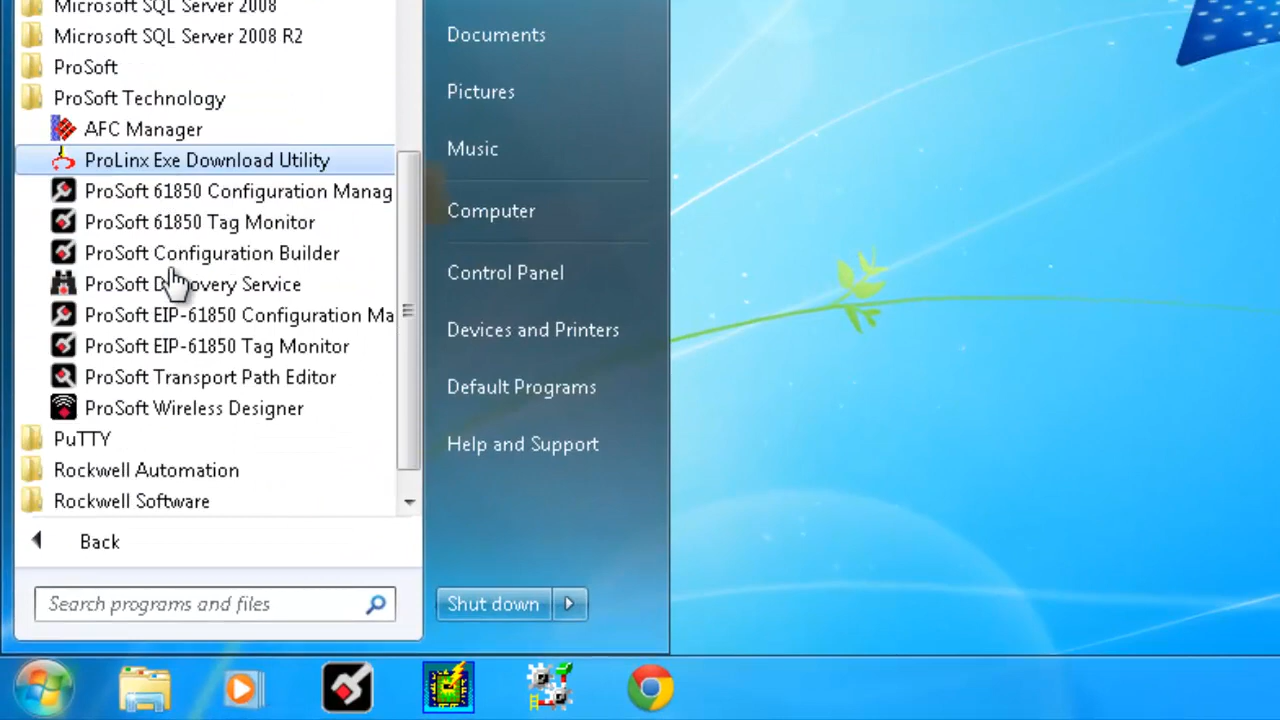 Microsoft SQL Server 2008
Microsoft SQL Server 2008 R2
ProSoft
ProSoft Technology
AFC Manager
ProLinx Exe Download Utility
ProSoft 61850 Configuration Manag
ProSoft 61850 Tag Monitor
ProSoft Configuration Builder
ProSoft Discovery Service
ProSoft EIP-61850 Configuration Ma
ProSoft EIP-61850 Tag Monitor
ProSoft Transport Path Editor
ProSoft Wireless Designer
PuTTY
Rockwell Automation
Rockwell Software
Back
Search programs and files
Documents
Pictures
Music
Computer
Control Panel
Devices and Printers
Default Programs
Help and Support
Shut down